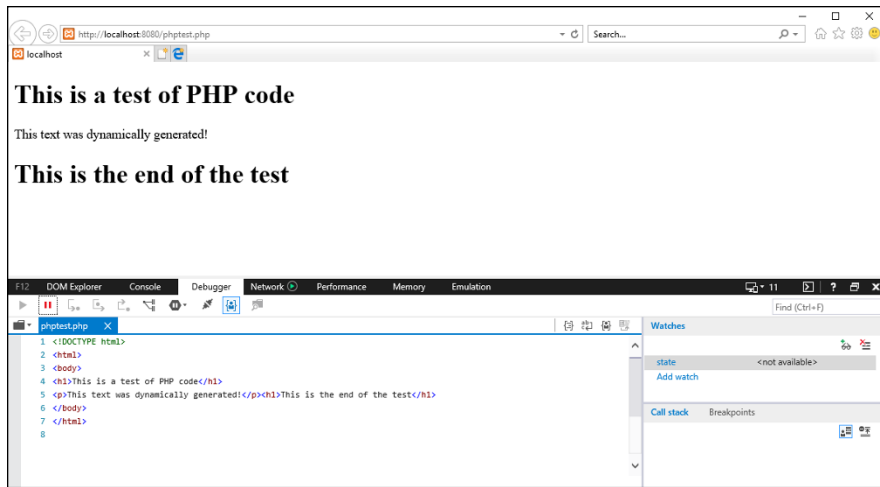 http://localhost:8080/phptest.php Search...
localhost
This is a test of PHP code
This text was dynamically generated!
This is the end of the test
F12 DOM Explorer Console Debugger Network Performance Memory Emulation 11 ?
Find (Ctrl+F)
phptest.php X Watches
1 <!DOCTYPE html>
2 <html>
3 <body>
4 <h1>This is a test of PHP code</h1>
5 <p>This text was dynamically generated!</p><h1>This is the end of the test</h1>
6 </body>
7 </html>
8
state <not available>
Add watch
Call stack Breakpoints